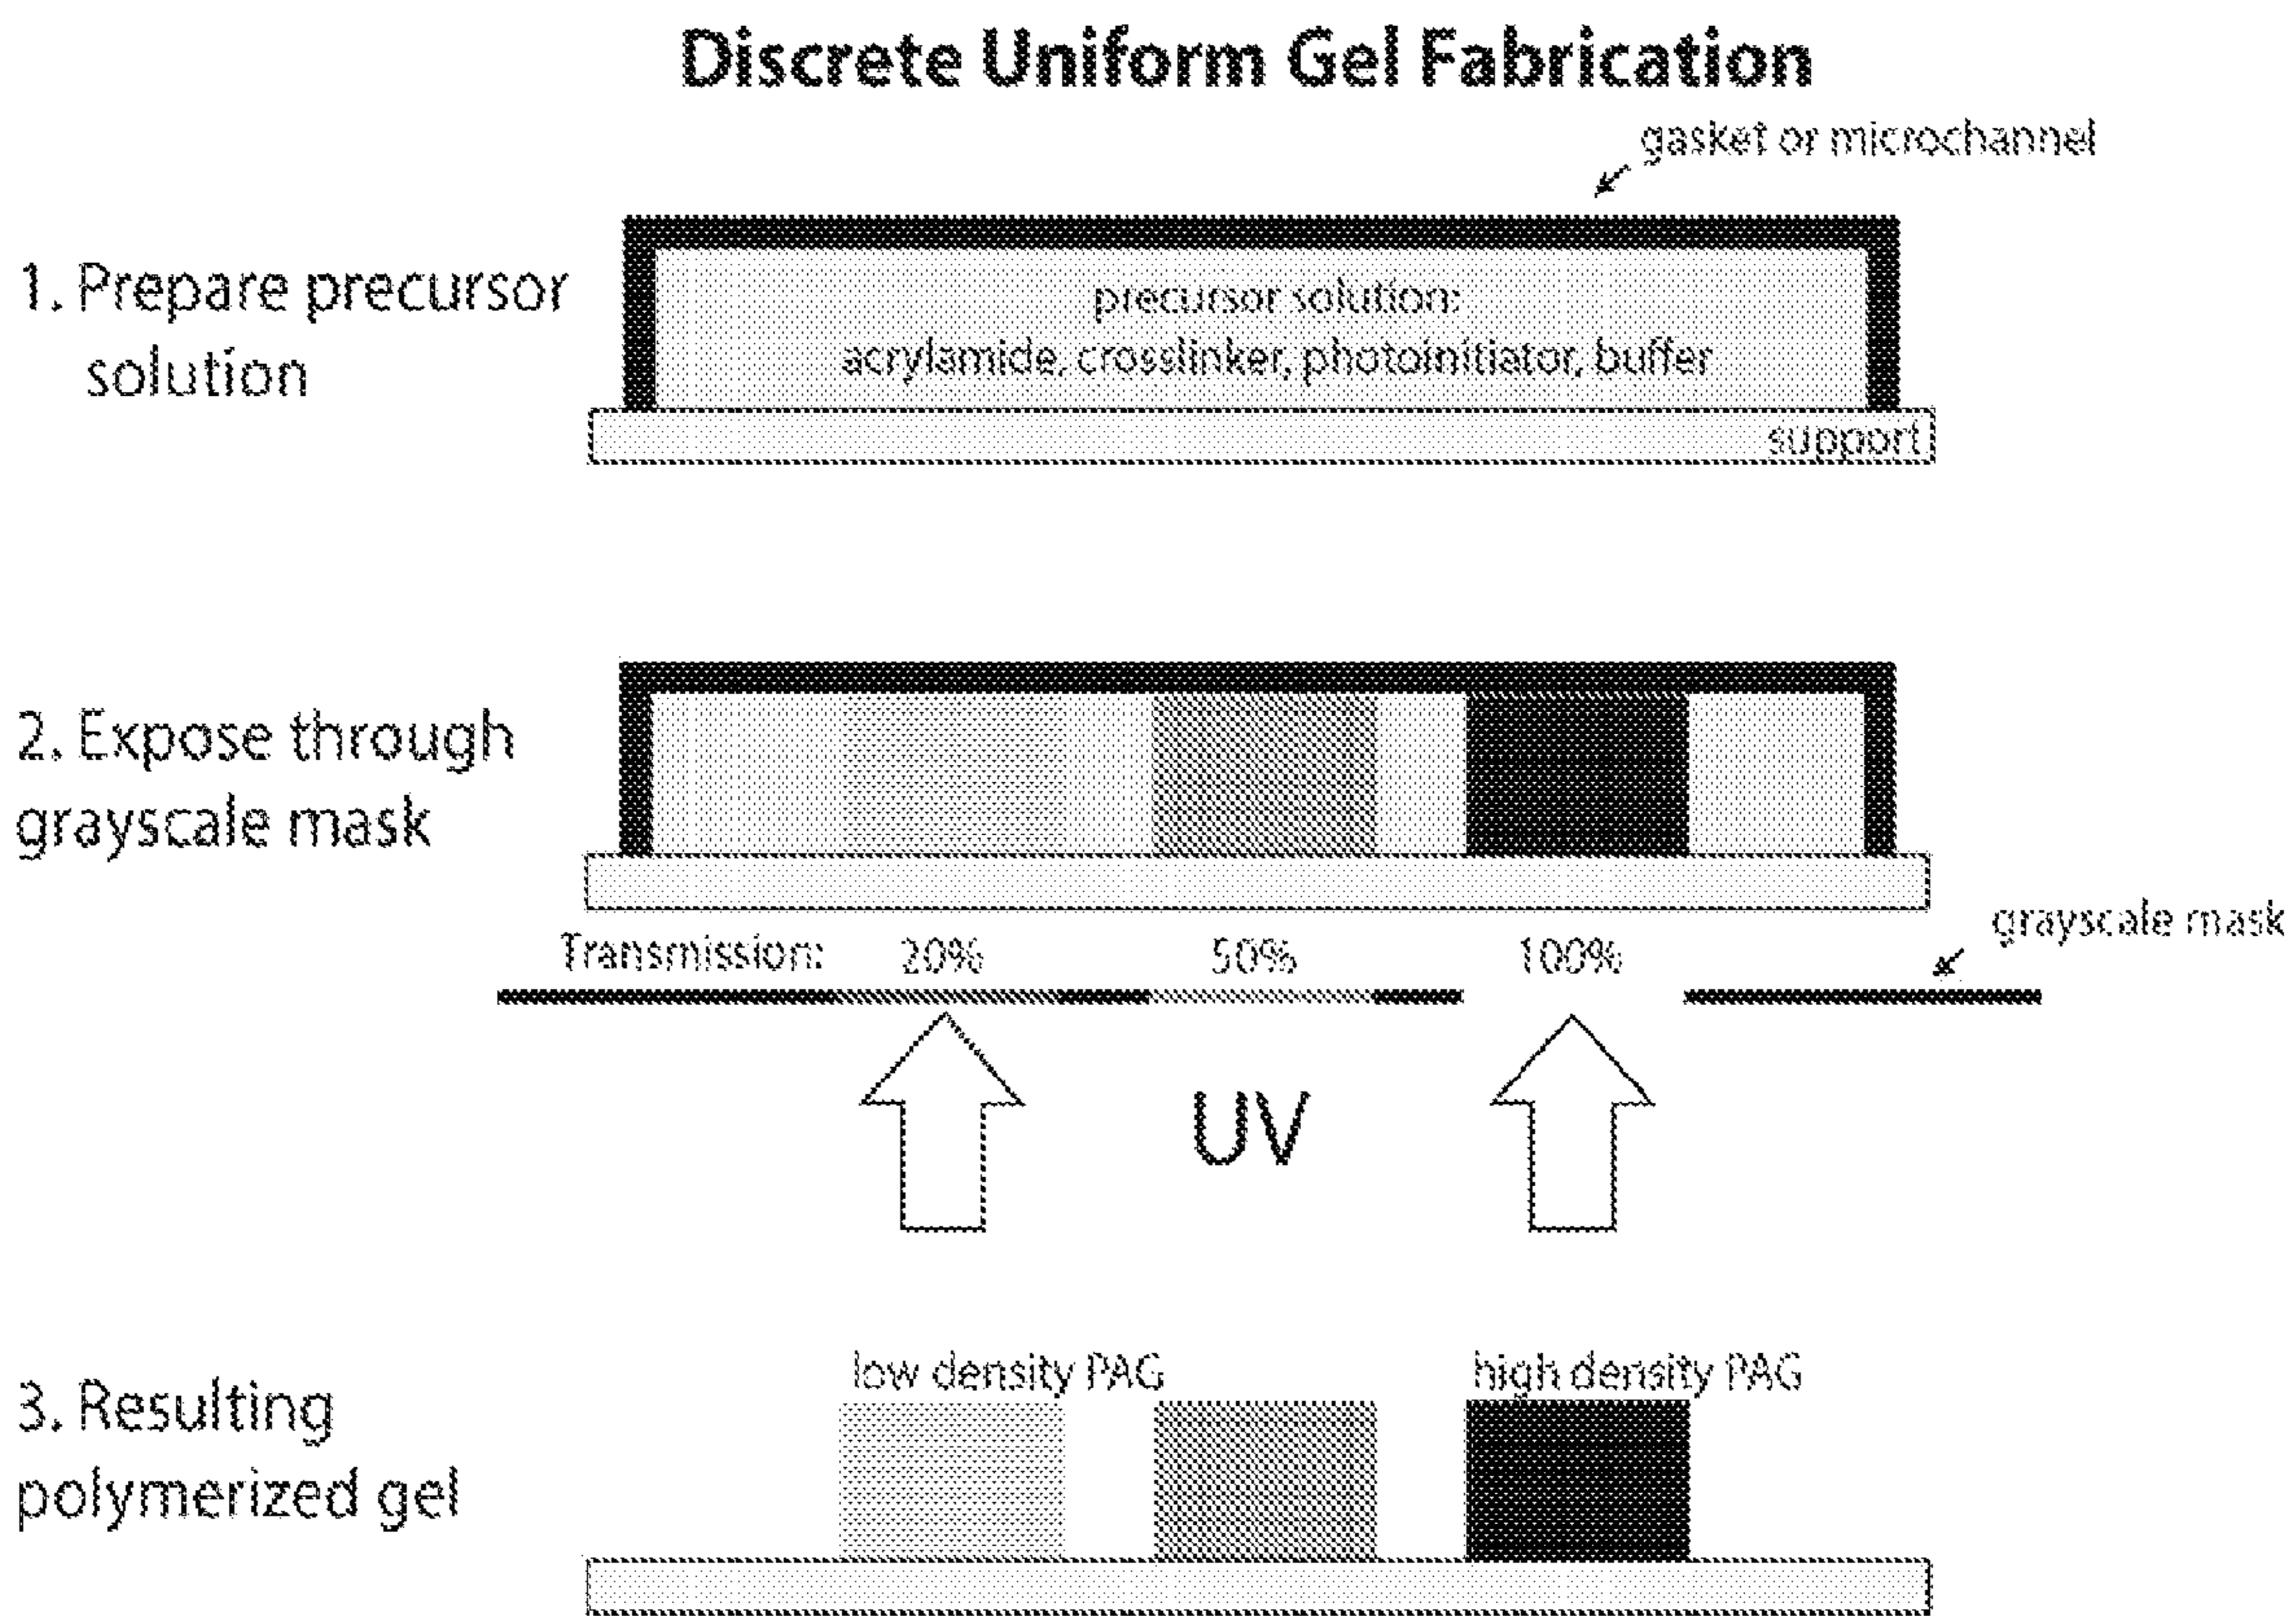 Discrete Uniform Gel Fabrication
gasket or microchannel
1. Prepare precursor
solution
precursor solution:
acrylamide, crosslinker, photoinitiator, buffer
support
2. Expose through
grayscale mask
Transmission: 20% 50% 100%
grayscale mask
UV
3. Resulting
polymerized gel
low density PAG
high density PAG